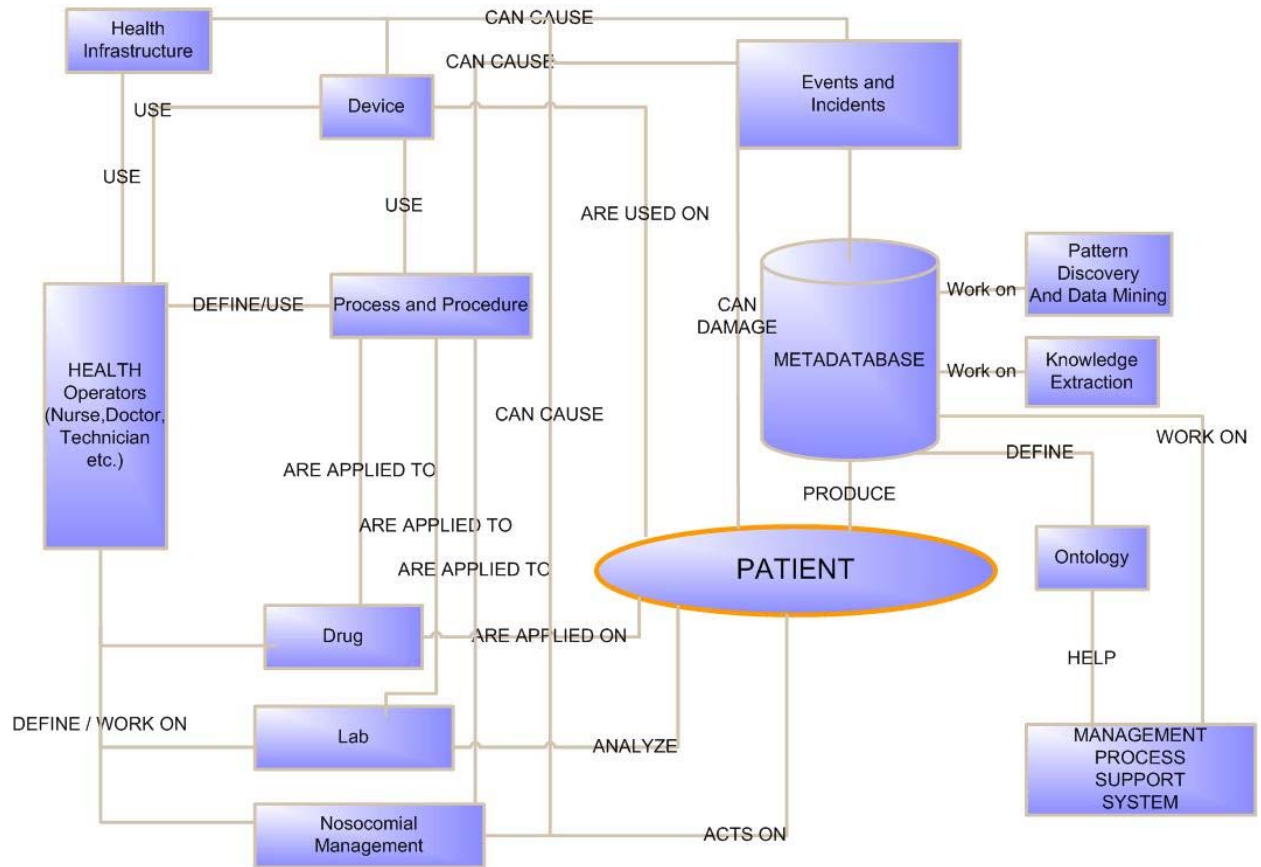 Health
Infrastructure
CAN CAUSE
CAN CAUSE
Events and
Incidents
USE
Device
USE
USE
ARE USED ON
Pattern
Discovery
And Data Mining
Work on
DEFINE/USE
Process and Procedure
CAN
DAMAGE
METADATABASE
Work on
Knowledge
Extraction
HEALTH
Operators
(Nurse,Doctor,
Technician
etc.)
CAN CAUSE
WORK ON
DEFINE
ARE APPLIED TO
PRODUCE
ARE APPLIED TO
ARE APPLIED TO
PATIENT
Ontology
Drug
ARE APPLIED ON
HELP
DEFINE / WORK ON
Lab
ANALYZE
MANAGEMENT
PROCESS
SUPPORT
SYSTEM
Nosocomial
Management
ACTS ON